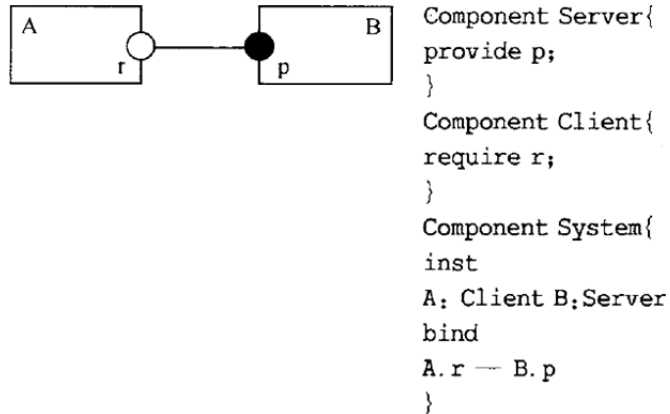 A
B
r
p
Component Server{
provide p;
}
Component Client{
require r;
}
Component System{
inst
A: Client B:Server
bind
A.r — B.p
}